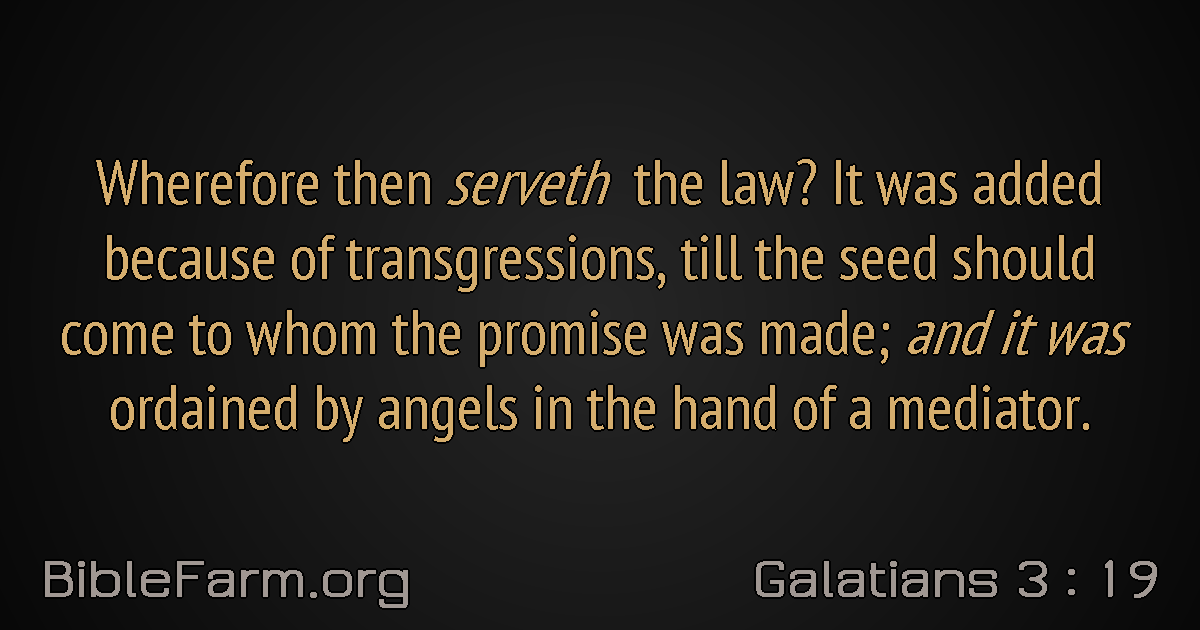 Wherefore then serveth the law? It was added
because of transgressions, till the seed should
come to whom the promise was made; and it was
ordained by angels in the hand of a mediator.
BibleFarm.org
Galatians 3 : 19